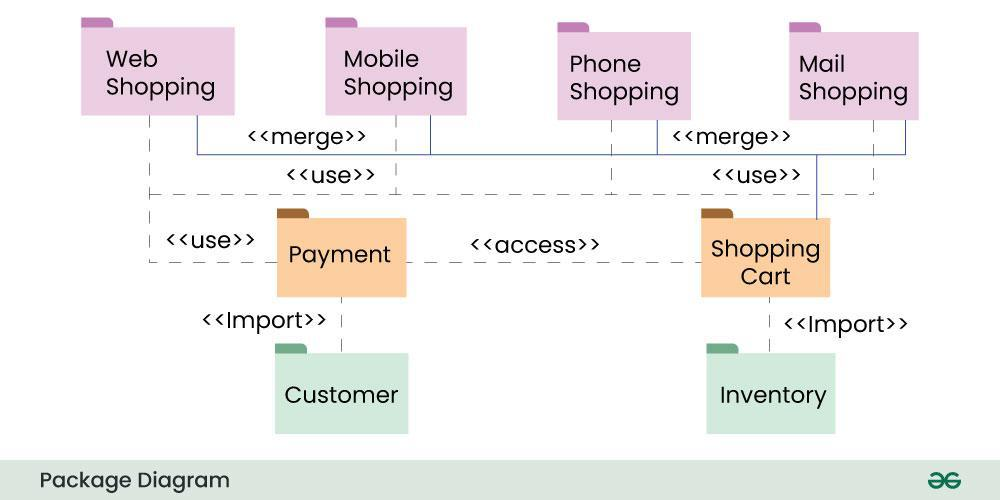 Web
Shopping
Mobile
Shopping
Phone
Shopping
Mail
Shopping
<<merge>>
<<merge>>
<<use>>
<<use>>
<<use>>
Payment
<<access>>
Shopping
Cart
<<Import>>
<<Import>>
Customer
Inventory
Package Diagram